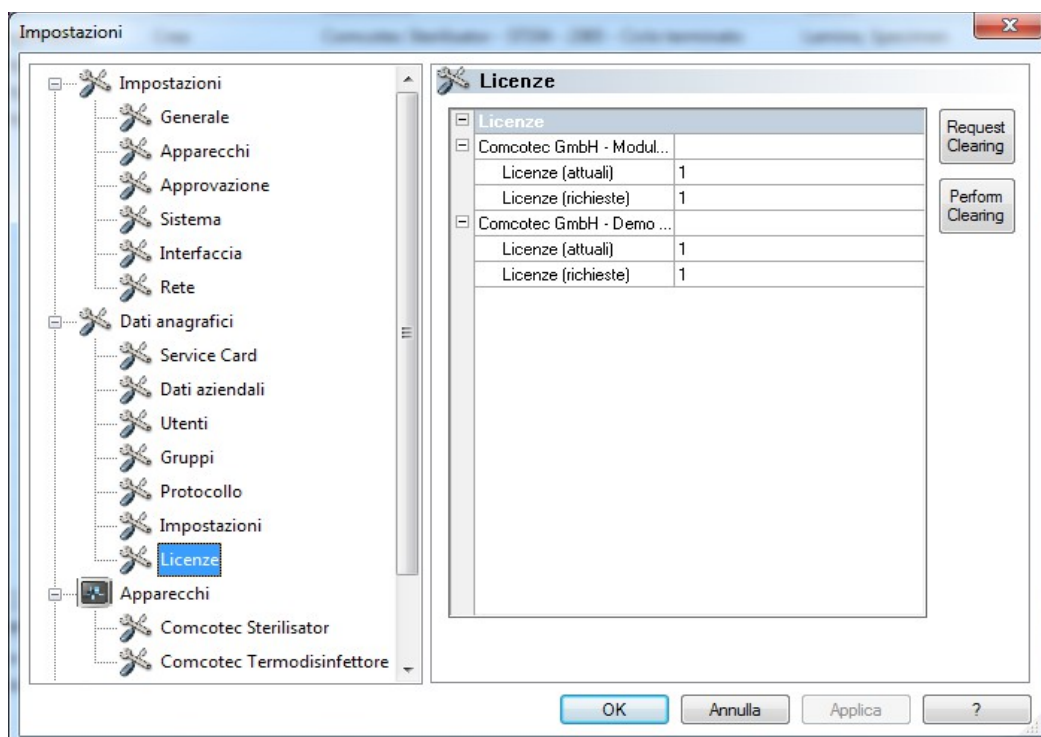 Impostazioni
Impostazioni
Generale
Apparecchi
Approvazione
Sistema
Interfaccia
Rete
Dati anagrafici
Service Card
Dati aziendali
Utenti
Gruppi
Protocollo
Impostazioni
Licenze
Apparecchi
Comcotec Sterilisator
Comcotec Termodisinfettore
Licenze
Licenze
Comcotec GmbH - Modul...
Licenze (attuali) 1
Licenze (richieste) 1
Comcotec GmbH - Demo ...
Licenze (attuali) 1
Licenze (richieste) 1
Request
Clearing
Perform
Clearing
OK Annulla Applica ?